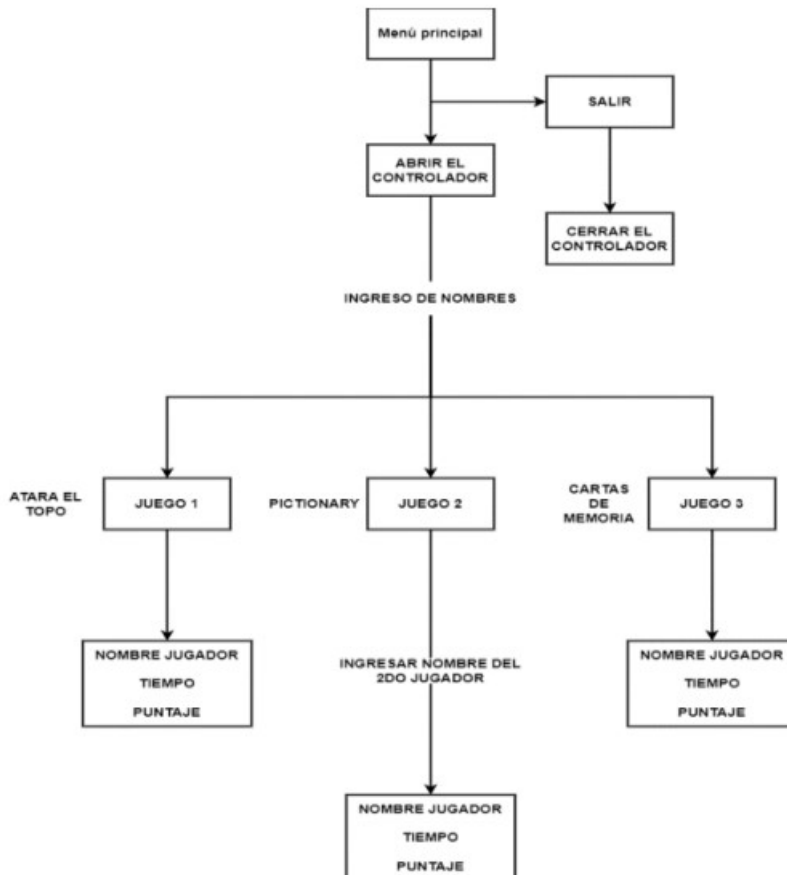 Menú principal
SALIR
ABRIR EL
CONTROLADOR
CERRAR EL
CONTROLADOR
INGRESO DE NOMBRES
ATARA EL
TOPO
JUEGO 1
PICTIONARY
JUEGO 2
CARTAS
DE
MEMORIA
JUEGO 3
NOMBRE JUGADOR
TIEMPO
PUNTAJE
INGRESAR NOMBRE DEL
2DO JUGADOR
NOMBRE JUGADOR
TIEMPO
PUNTAJE
NOMBRE JUGADOR
TIEMPO
PUNTAJE